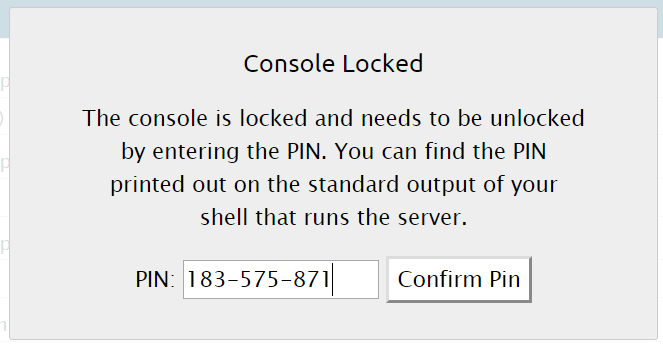 Console Locked
The console is locked and needs to be unlocked
by entering the PIN. You can find the PIN
printed out on the standard output of your
shell that runs the server.
PIN: 183-575-871 Confirm Pin